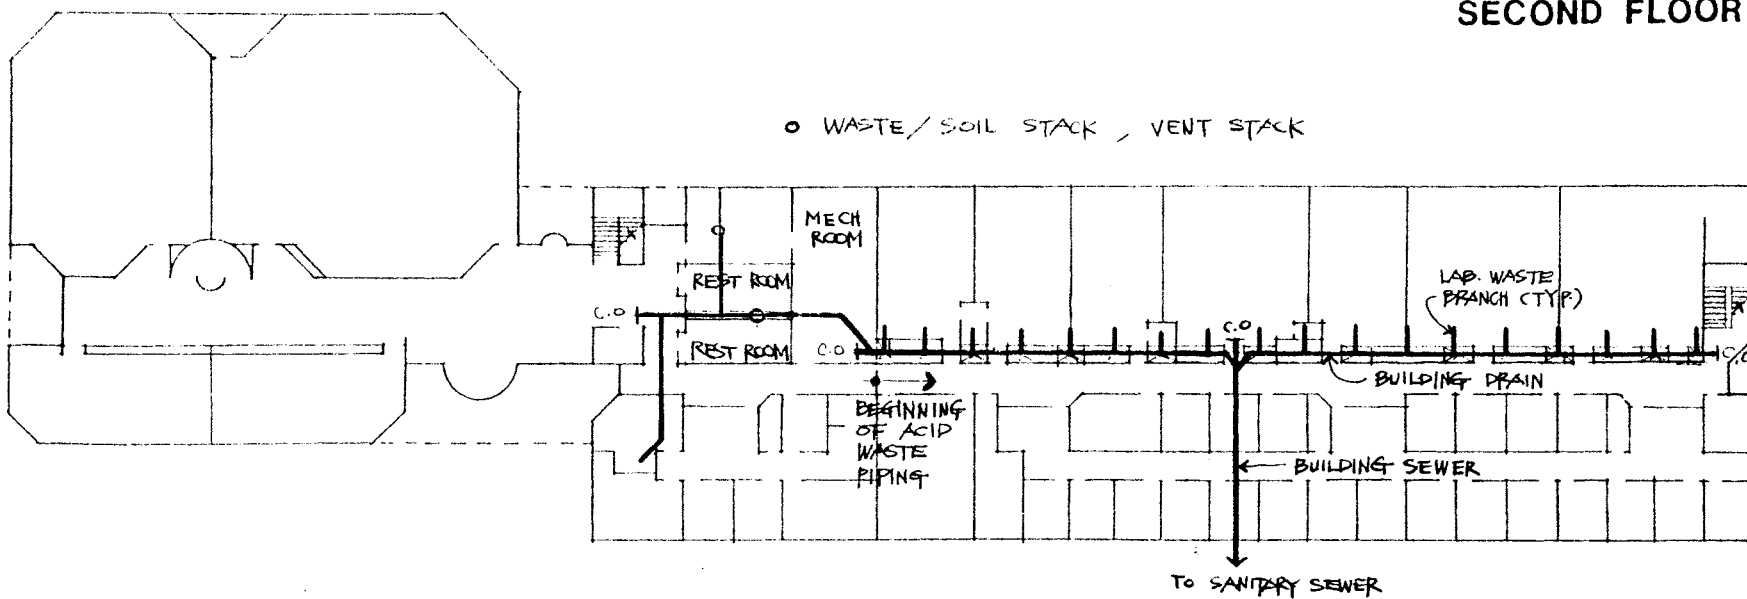 SECOND FLOOR
WASTE/SOIL STACK, VENT STACK
MECH
ROOM
REST ROOM
LAB. WASTE
BRANCH (TYP.)
C.O
C.O
REST ROOM
C.O
C/O
BUILDING DRAIN
BEGINNING
OF ACID
WASTE
PIPING
BUILDING SEWER
TO SANITARY SEWER